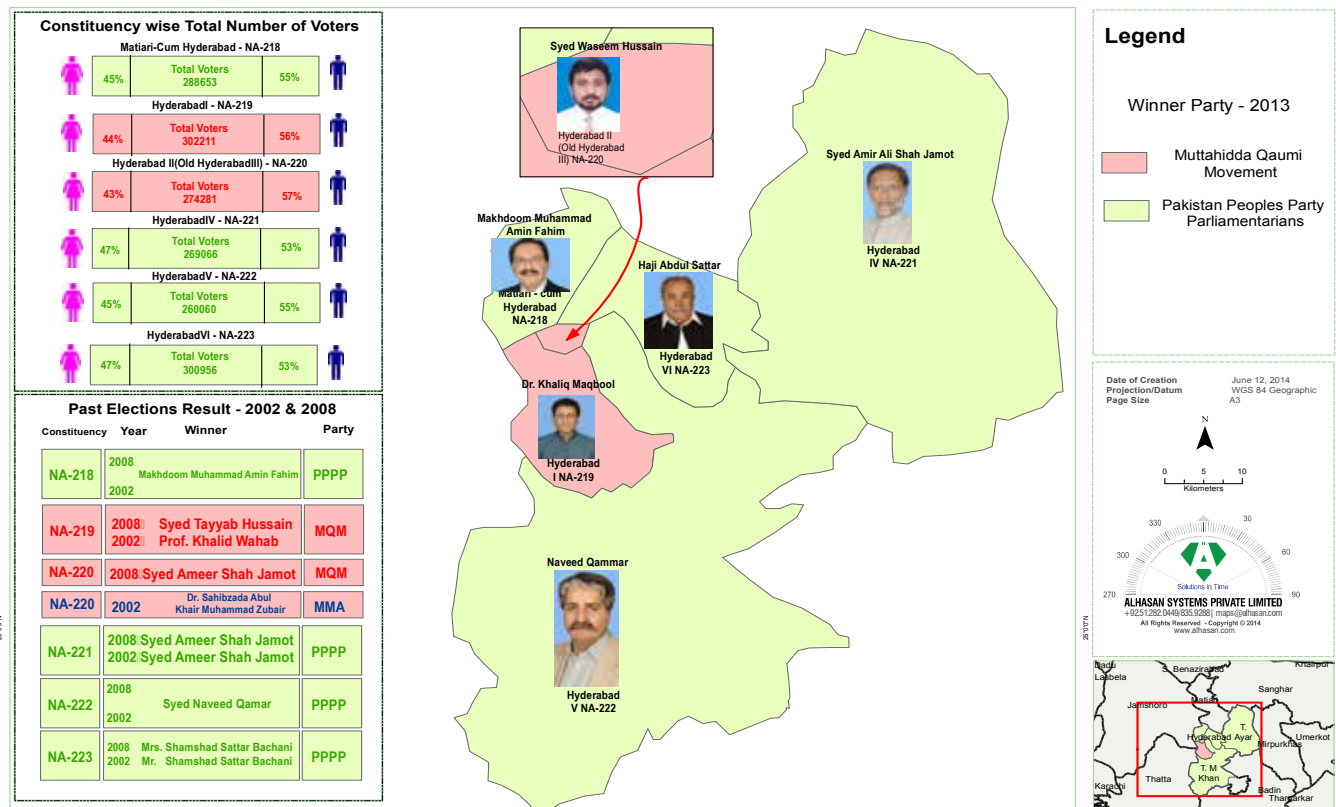 Constituency wise Total Number of Voters
Matiari-Cum Hyderabad - NA-218
45%
Total Voters
288653
55%
HyderabadI - NA-219
44%
Total Voters
302211
56%
Hyderabad II(Old HyderabadIII) - NA-220
43%
Total Voters
274281
57%
HyderabadIV - NA-221
47%
Total Voters
269066
53%
HyderabadV - NA-222
45%
Total Voters
260060
55%
HyderabadVI - NA-223
47%
Total Voters
300956
53%
Past Elections Result - 2002 & 2008
Constituency Year Winner Party
NA-218
2008
Makhdoom Muhammad Amin Fahim
2002
PPPP
NA-219
2008 Syed Tayyab Hussain
2002 Prof. Khalid Wahab
MQM
NA-220 2008 Syed Ameer Shah Jamot MQM
NA-220 2002
Dr. Sahibzada Abul
Khair Muhammad Zubair
MMA
NA-221
2008 Syed Ameer Shah Jamot
2002 Syed Ameer Shah Jamot
PPPP
NA-222
2008
Syed Naveed Qamar
2002
PPPP
NA-223
2008 Mrs. Shamshad Sattar Bachani
2002 Mr. Shamshad Sattar Bachani
PPPP
Syed Waseem Hussain
Hyderabad II
(Old Hyderabad
III) NA-220
Makhdoom Muhammad
Amin Fahim
Matiari - cum
Hyderabad
NA-218
Haji Abdul Sattar
Hyderabad
VI NA-223
Syed Amir Ali Shah Jamot
Hyderabad
IV NA-221
Dr. Khaliq Maqbool
Hyderabad
I NA-219
Naveed Qammar
Hyderabad
V NA-222
Legend
Winner Party - 2013
Muttahidda Qaumi
Movement
Pakistan Peoples Party
Parliamentarians
Date of Creation June 12, 2014
Projection/Datum WGS 84 Geographic
Page Size A3
N
0 5 10
Kilometers
270
300
330
30
60
90
Solutions in Time
ALHASAN SYSTEMS PRIVATE LIMITED
+92.51.282.0449/835.9288 | maps@alhasan.com
All Rights Reserved - Copyright © 2014
www.alhasan.com
25°0'0"N
Dadu
Lasbela
S. Benazirabad
Khairpur
Sanghar
Matiari
Jamshoro
T.
Hyderabad Ayar
Mirpurkhas
Umerkot
Thatta
T. M
Khan
Karachi
Badin
Tharparkar